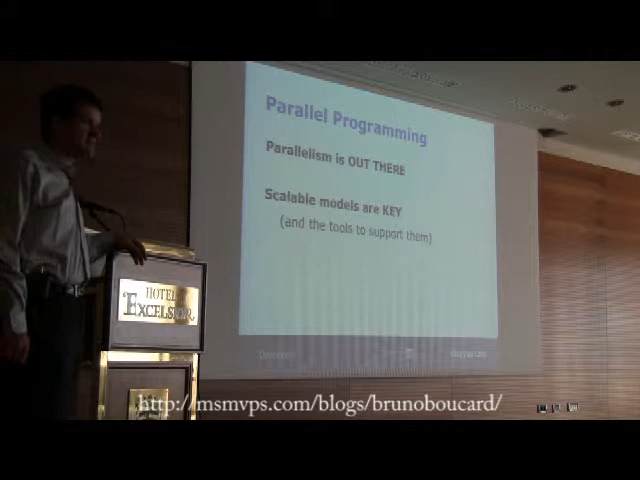 Parallel Programming
Parallelism is OUT THERE
Scalable models are KEY
(and the tools to support them)
HOTEL
EXCELSIOR
http://msmvps.com/blogs/brunoboucard/